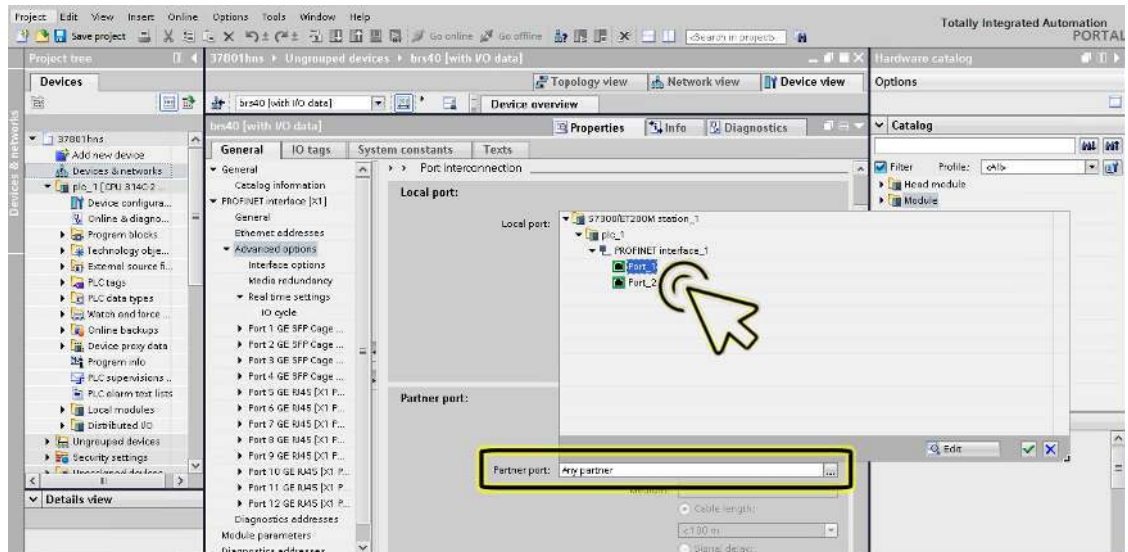 Project Edit View Insert Online Options Tools Window Help
Totally Integrated Automation
PORTAL
Save project Go online Go offline <Search in project>
Project tree
37801hns Ungrouped devices brs40 [with I/O data]
Hardware catalog
Devices
Topology view Network view Device view
Options
brs40 [with I/O data]
Device overview
brs40 [with I/O data]
Properties Info Diagnostics
Catalog
General IO tags System constants Texts
Devices & networks
37801hns
Add new device
Devices & networks
plc_1 [CPU 314C-2 ...
Device configura...
Online & diagno...
Program blocks
Technology obje...
External source fi...
PLC tags
PLC data types
Watch and force ...
Online backups
Device proxy data
Program info
PLC supervisions ..
PLC alarm text lists
Local modules
Distributed I/O
Ungrouped devices
Security settings
Details view
General
Catalog information
PROFINET interface [X1]
General
Ethernet addresses
Advanced options
Interface options
Media redundancy
Real time settings
IO cycle
Port 1 GE SFP Cage ...
Port 2 GE SFP Cage ...
Port 3 GE SFP Cage ...
Port 4 GE SFP Cage ...
Port 5 GE RJ45 [X1 P...
Port 6 GE RJ45 [X1 P...
Port 7 GE RJ45 [X1 P...
Port 8 GE RJ45 [X1 P...
Port 9 GE RJ45 [X1 P...
Port 10 GE RJ45 [X1 P...
Port 11 GE RJ45 [X1 P...
Port 12 GE RJ45 [X1 P...
Diagnostics addresses
Module parameters
Diagnostics addresses
Port interconnection
Local port:
Local port:
S7300/ET200M station_1
plc_1
PROFINET interface_1
Port_1
Port_2
Edit
Partner port:
Partner port: Any partner ...
Cable length:
<100 m
Signal delay:
Filter Profile: <All>
Head module
Module